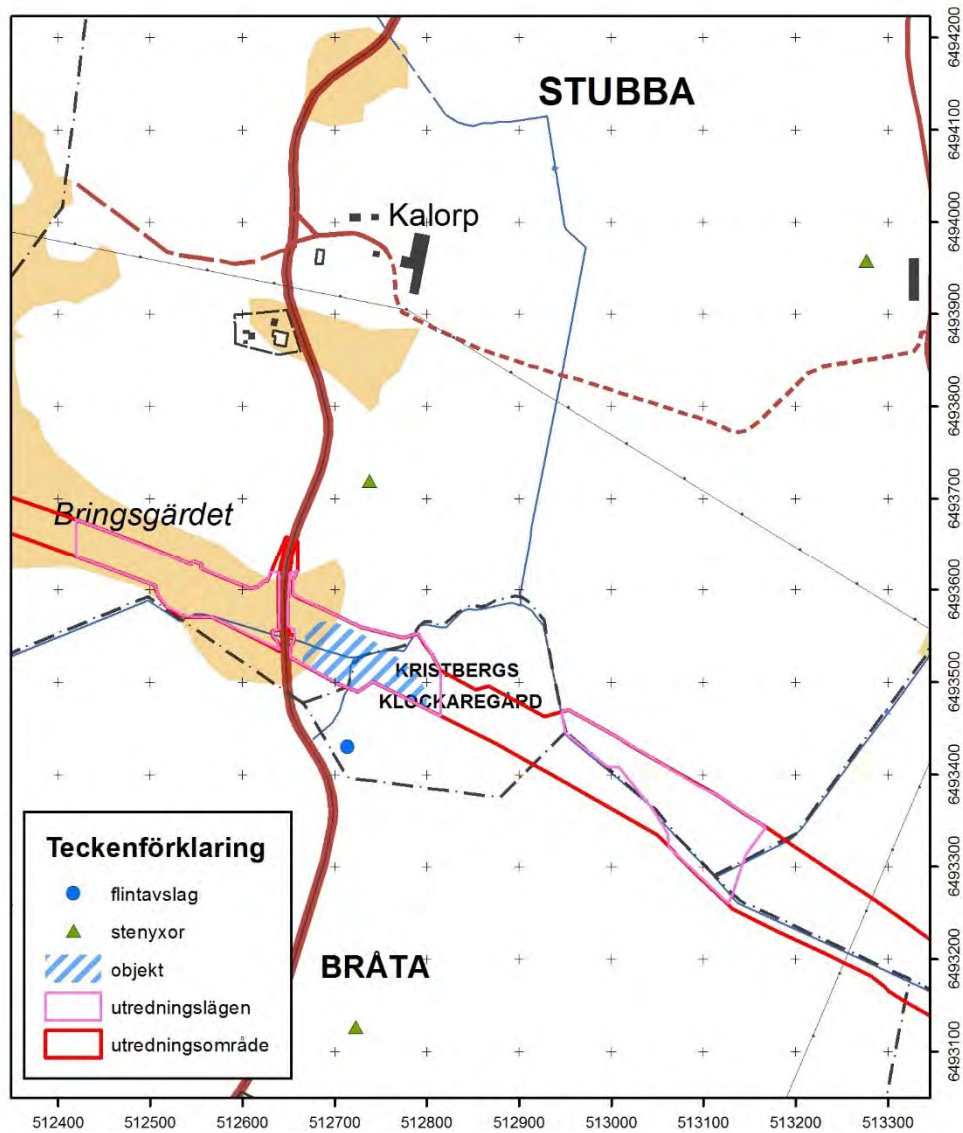 STUBBA
Kalorp
Bringsgärdet
KRISTBERGS
KLOCKAREGÅRD
BRÅTA
Teckenförklaring
flintavslag
stenyxor
objekt
utredningslägen
utredningsområde
6494200
6494100
6494000
6493900
6493800
6493700
6493600
6493500
6493400
6493300
6493200
6493100
512400 512500 512600 512700 512800 512900 513000 513100 513200 513300